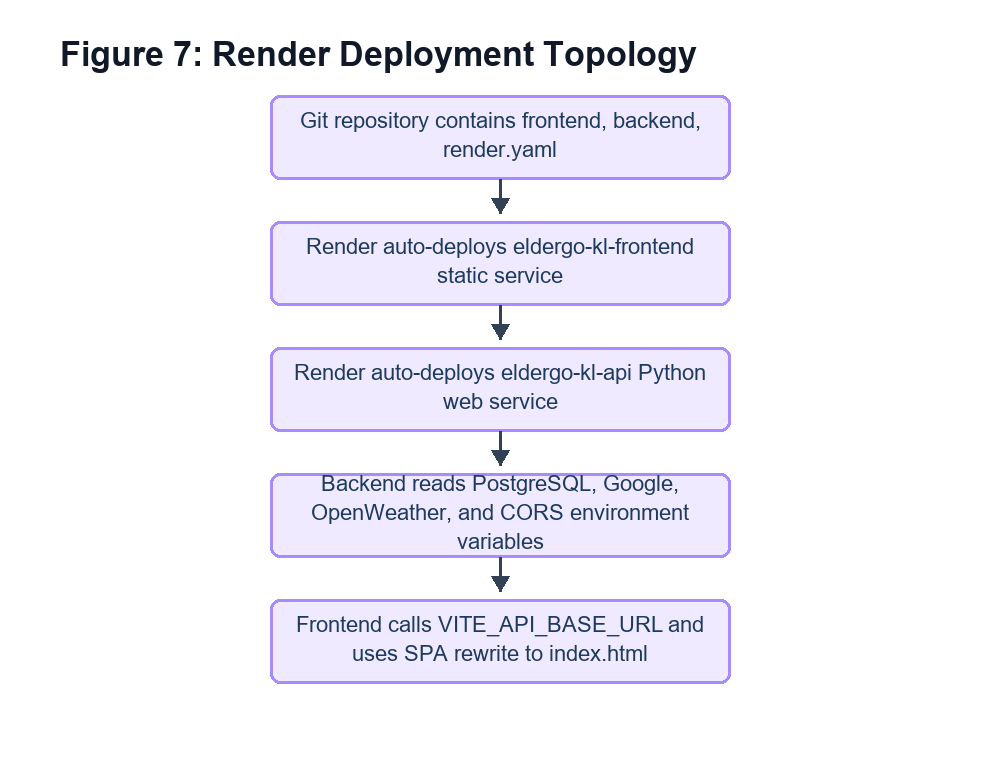 Figure 7: Render Deployment Topology
Git repository contains frontend, backend,
render.yaml
Render auto-deploys eldergo-kl-frontend
static service
Render auto-deploys eldergo-kl-api Python
web service
Backend reads PostgreSQL, Google,
OpenWeather, and CORS environment
variables
Frontend calls VITE_API_BASE_URL and
uses SPA rewrite to index.html